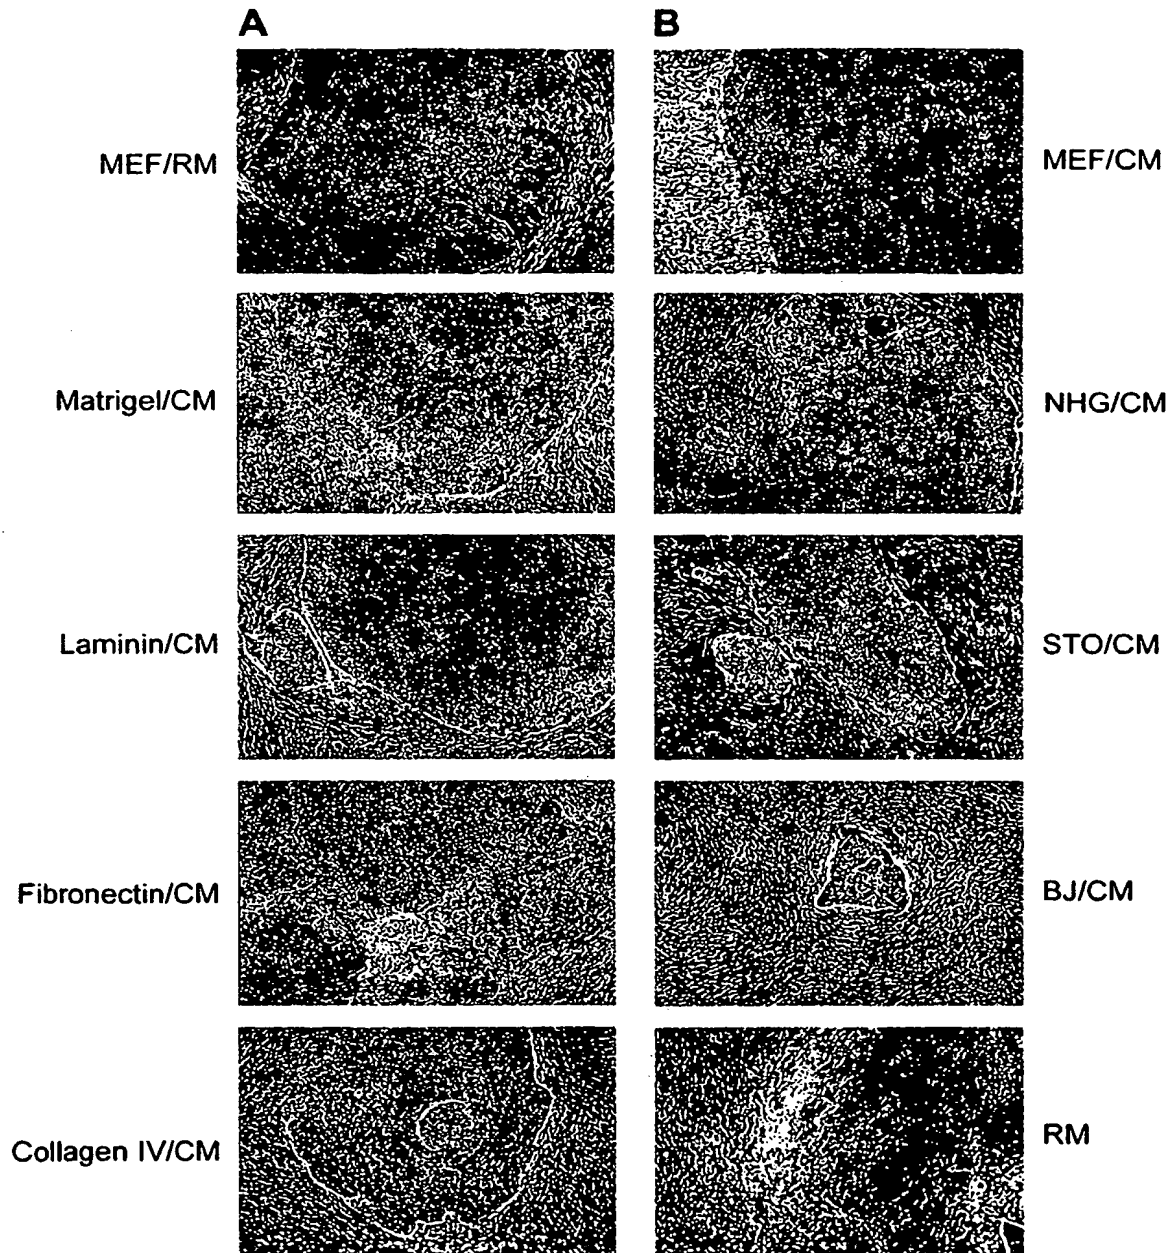 A
B
MEF/RM
MEF/CM
Matrigel/CM
NHG/CM
Laminin/CM
STO/CM
Fibronectin/CM
BJ/CM
Collagen IV/CM
RM